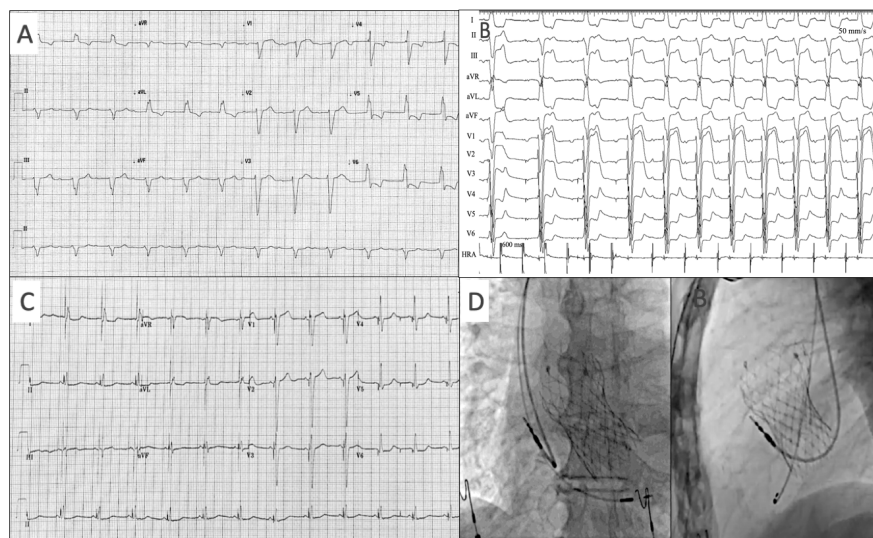 A
↓ aVR
↓ V1
↓ V4
II
↓ aVL
↓ V2
↓ V5
III
↓ aVF
↓ V3
↓ V6
II
B
50 mm/s
I
II
III
aVR
aVL
aVF
V1
V2
V3
V4
V5
V6
HRA
600 ms
C
I
aVR
V1
V4
II
aVL
V2
V5
III
aVF
V3
V6
II
D
B